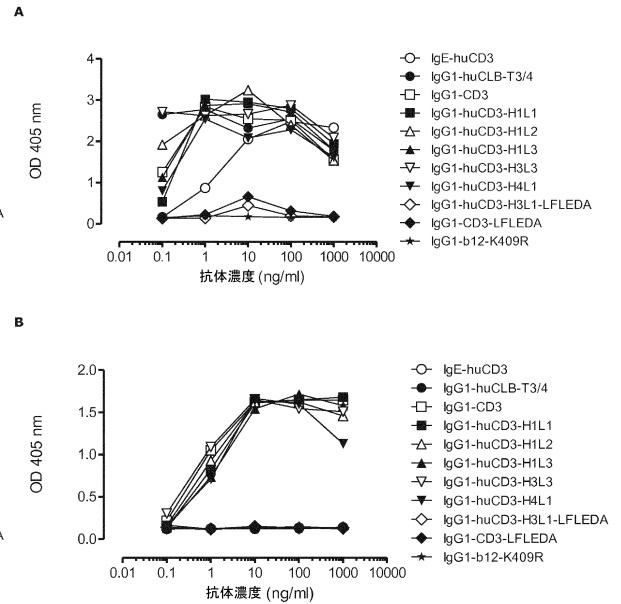 A
4
3
2
1
0
OD 405 nm
0.01 0.1 1 10 100 1000 10000
抗体濃度 (ng/ml)
IgE-huCD3
IgG1-huCLB-T3/4
IgG1-CD3
IgG1-huCD3-H1L1
IgG1-huCD3-H1L2
IgG1-huCD3-H1L3
IgG1-huCD3-H3L3
IgG1-huCD3-H4L1
IgG1-huCD3-H3L1-LFLEDA
IgG1-CD3-LFLEDA
IgG1-b12-K409R
B
2.0
1.5
1.0
0.5
0.0
OD 405 nm
0.01 0.1 1 10 100 1000 10000
抗体濃度 (ng/ml)
IgE-huCD3
IgG1-huCLB-T3/4
IgG1-CD3
IgG1-huCD3-H1L1
IgG1-huCD3-H1L2
IgG1-huCD3-H1L3
IgG1-huCD3-H3L3
IgG1-huCD3-H4L1
IgG1-huCD3-H3L1-LFLEDA
IgG1-CD3-LFLEDA
IgG1-b12-K409R